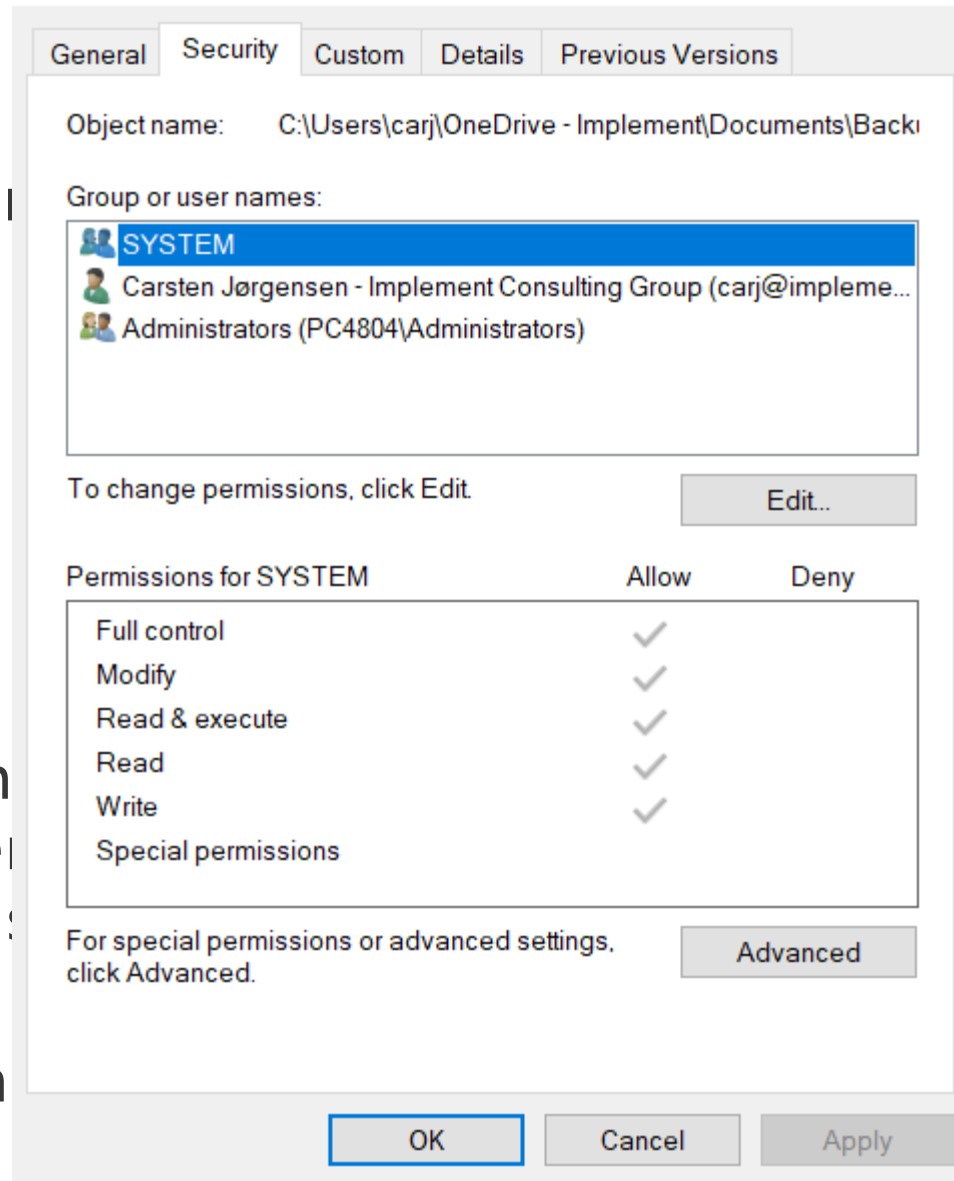 General Security Custom Details Previous Versions
Object name: C:\Users\carj\OneDrive - Implement\Documents\Backu
Group or user names:
SYSTEM
Carsten Jørgensen - Implement Consulting Group (carj@impleme...
Administrators (PC4804\Administrators)
To change permissions, click Edit.
Edit...
Permissions for SYSTEM Allow Deny
Full control
Modify
Read & execute
Read
Write
Special permissions
For special permissions or advanced settings,
click Advanced.
Advanced
OK Cancel Apply